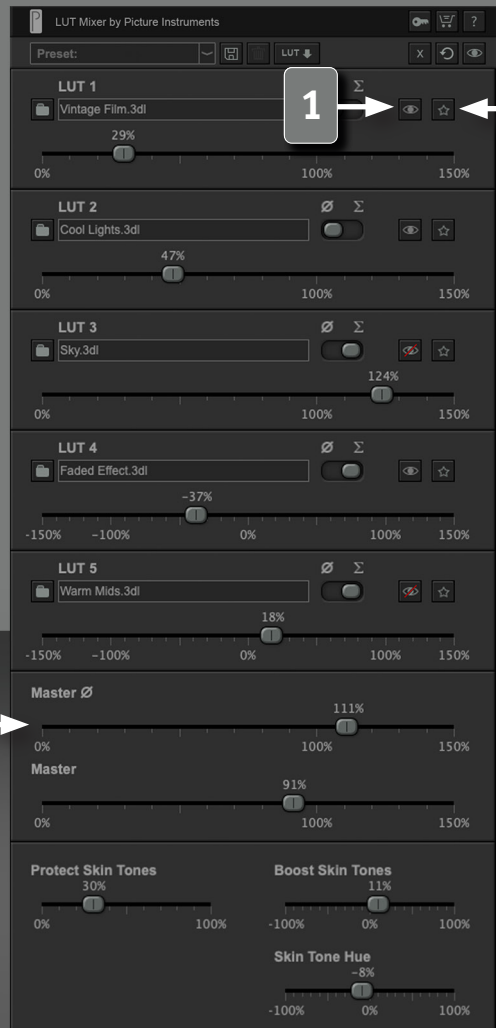 LUT Mixer by Picture Instruments ?
Preset: LUT X
LUT 1 Σ
Vintage Film.3dl 1
29%
0% 100% 150%
LUT 2 Ø Σ
Cool Lights.3dl
47%
0% 100% 150%
LUT 3 Ø Σ
Sky.3dl
124%
0% 100% 150%
LUT 4 Ø Σ
Faded Effect.3dl
-37%
-150% -100% 0% 100% 150%
LUT 5 Ø Σ
Warm Mids.3dl
18%
-150% -100% 0% 100% 150%
Master Ø
111%
0% 100% 150%
Master
91%
0% 100% 150%
Protect Skin Tones Boost Skin Tones
30% 11%
0% 100% -100% 0% 100%
Skin Tone Hue
-8%
-100% 0% 100%